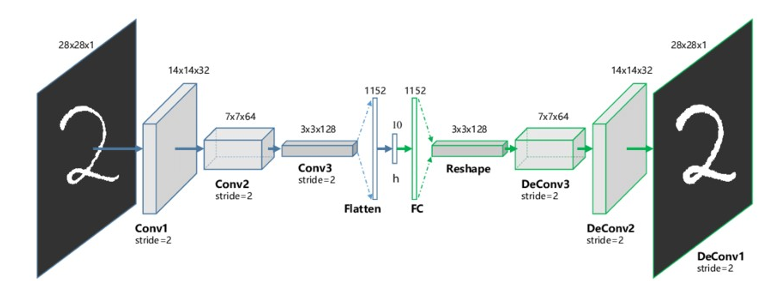 28x28x1
14x14x32
7x7x64
3x3x128
1152
10
1152
3x3x128
7x7x64
14x14x32
28x28x1
Conv1
stride=2
Conv2
stride=2
Conv3
stride=2
Flatten
h
FC
Reshape
DeConv3
stride=2
DeConv2
stride=2
DeConv1
stride=2
2
2